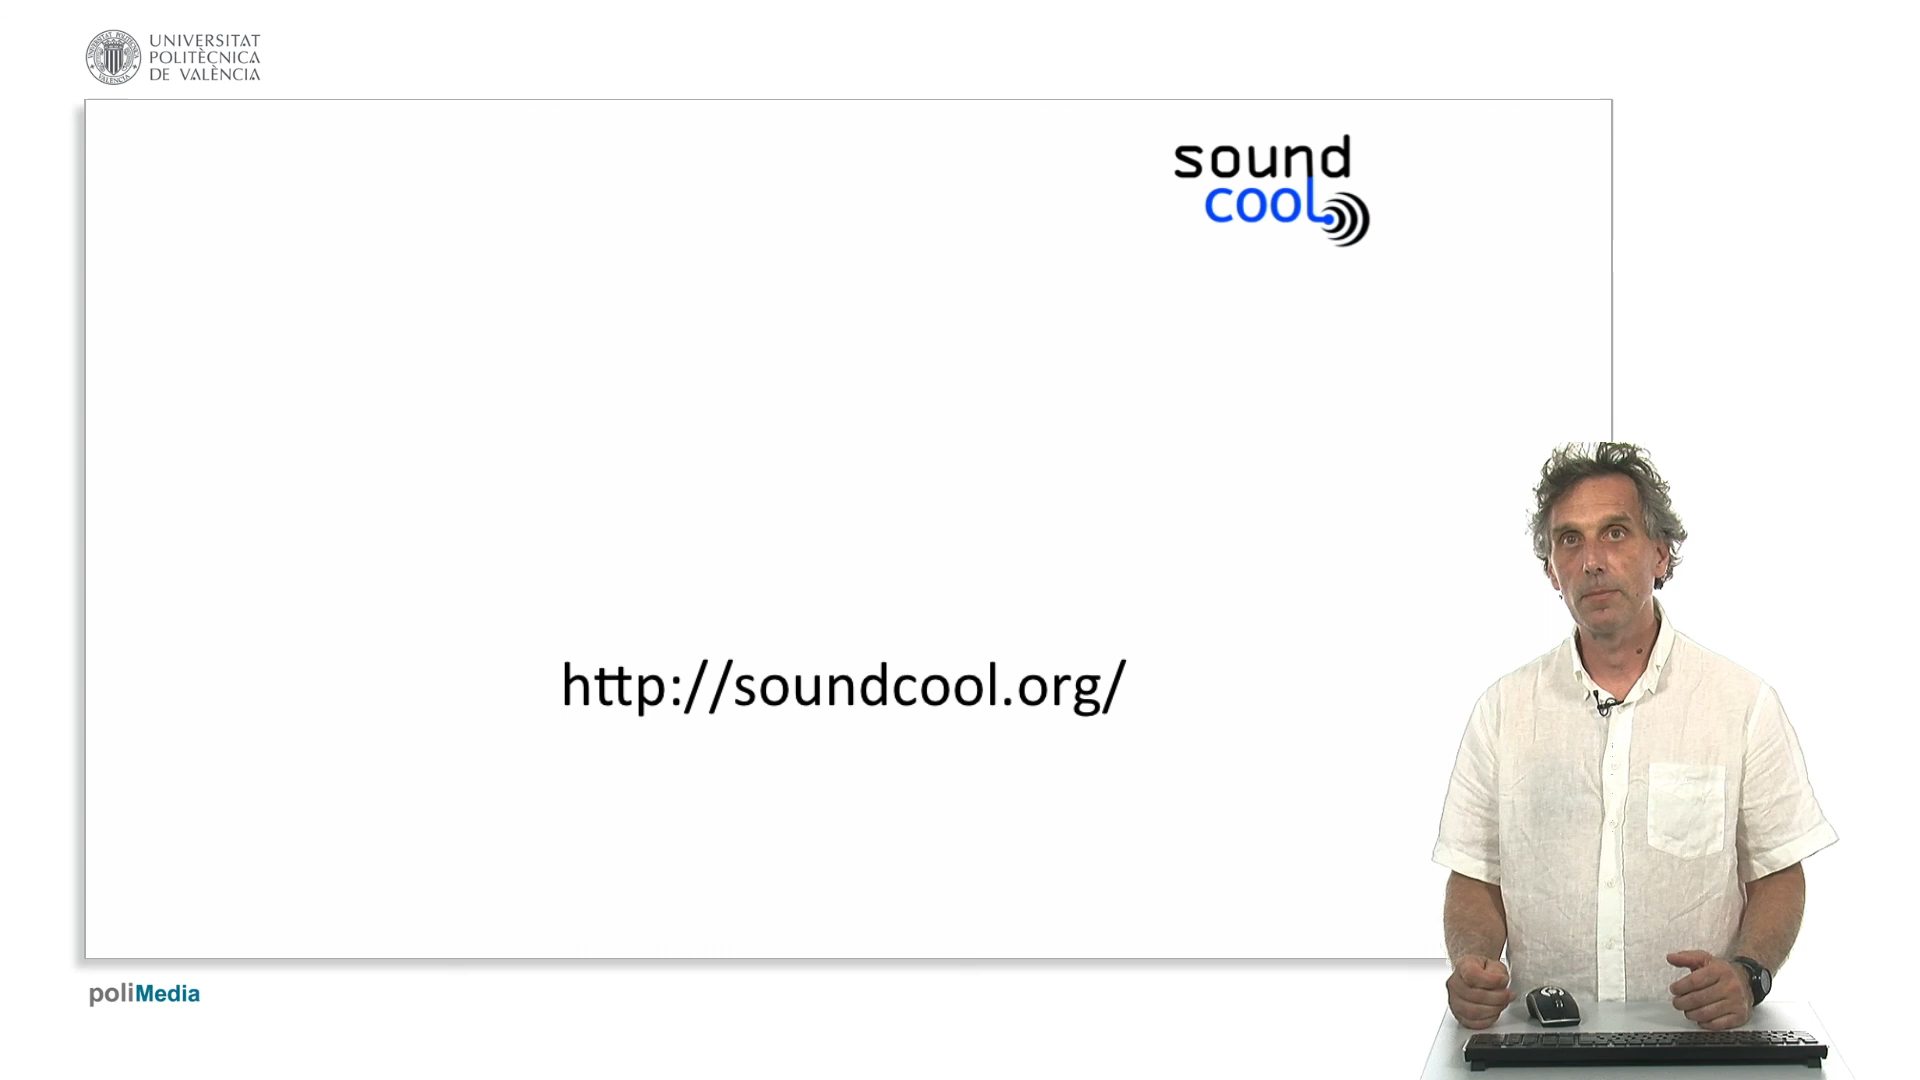 UNIVERSITAT
POLITÈCNICA
DE VALÈNCIA
sound
cool
http://soundcool.org/
poliMedia